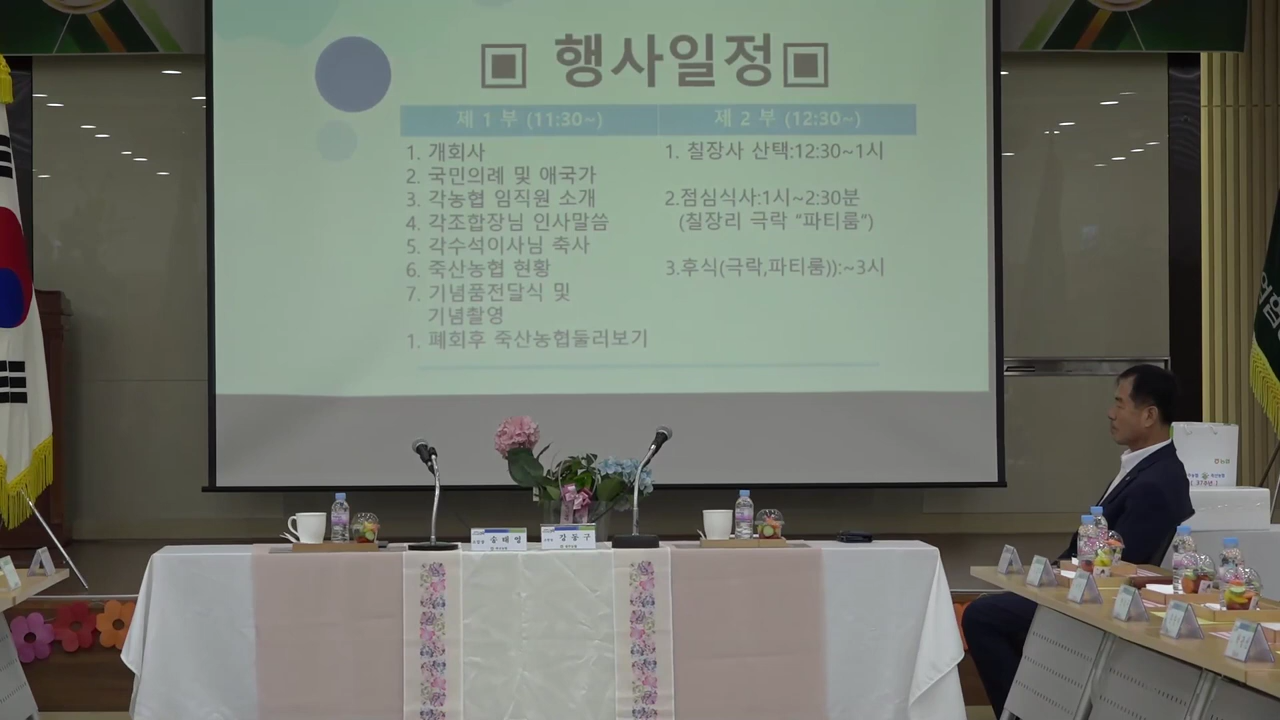 ▣ 행사일정▣
제 1 부 (11:30~)
제 2 부 (12:30~)
1. 개회사
2. 국민의례 및 애국가
3. 각농협 임직원 소개
4. 각조합장님 인사말씀
5. 각수석이사님 축사
6. 죽산농협 현황
7. 기념품전달식 및
기념촬영
1. 폐회후 죽산농협둘리보기
1. 칠장사 산택:12:30~1시
2.점심식사:1시~2:30분
(칠장리 극락 “파티룸”)
3.후식(극락,파티룸)):~3시
송태영
강동구